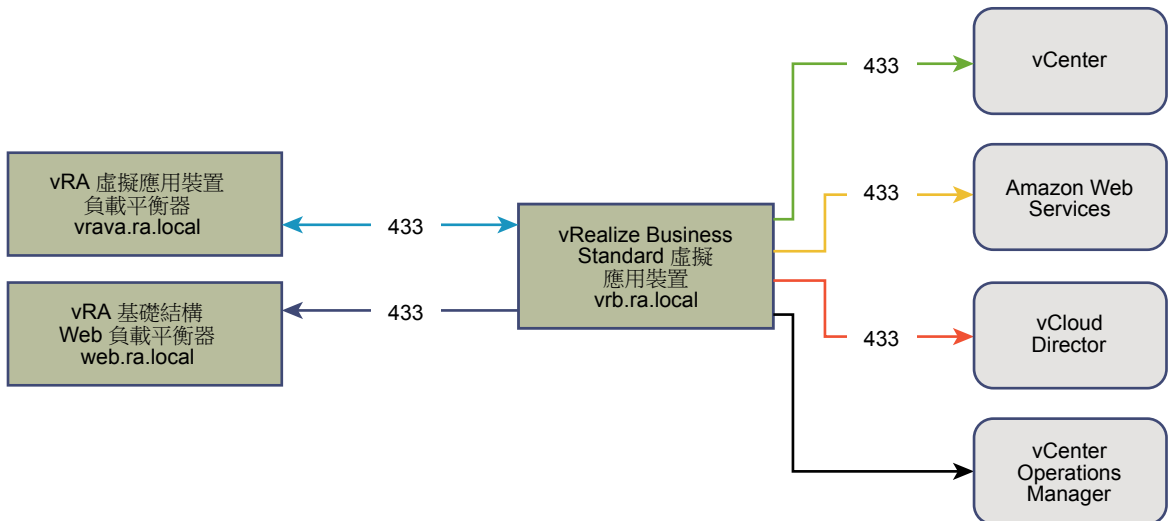 vRA 虛擬應用裝置
負載平衡器
vrava.ra.local
433
vRA 基礎結構
Web 負載平衡器
web.ra.local
433
vRealize Business
Standard 虛擬
應用裝置
vrb.ra.local
433
vCenter
433
Amazon Web
Services
433
vCloud
Director
vCenter
Operations
Manager